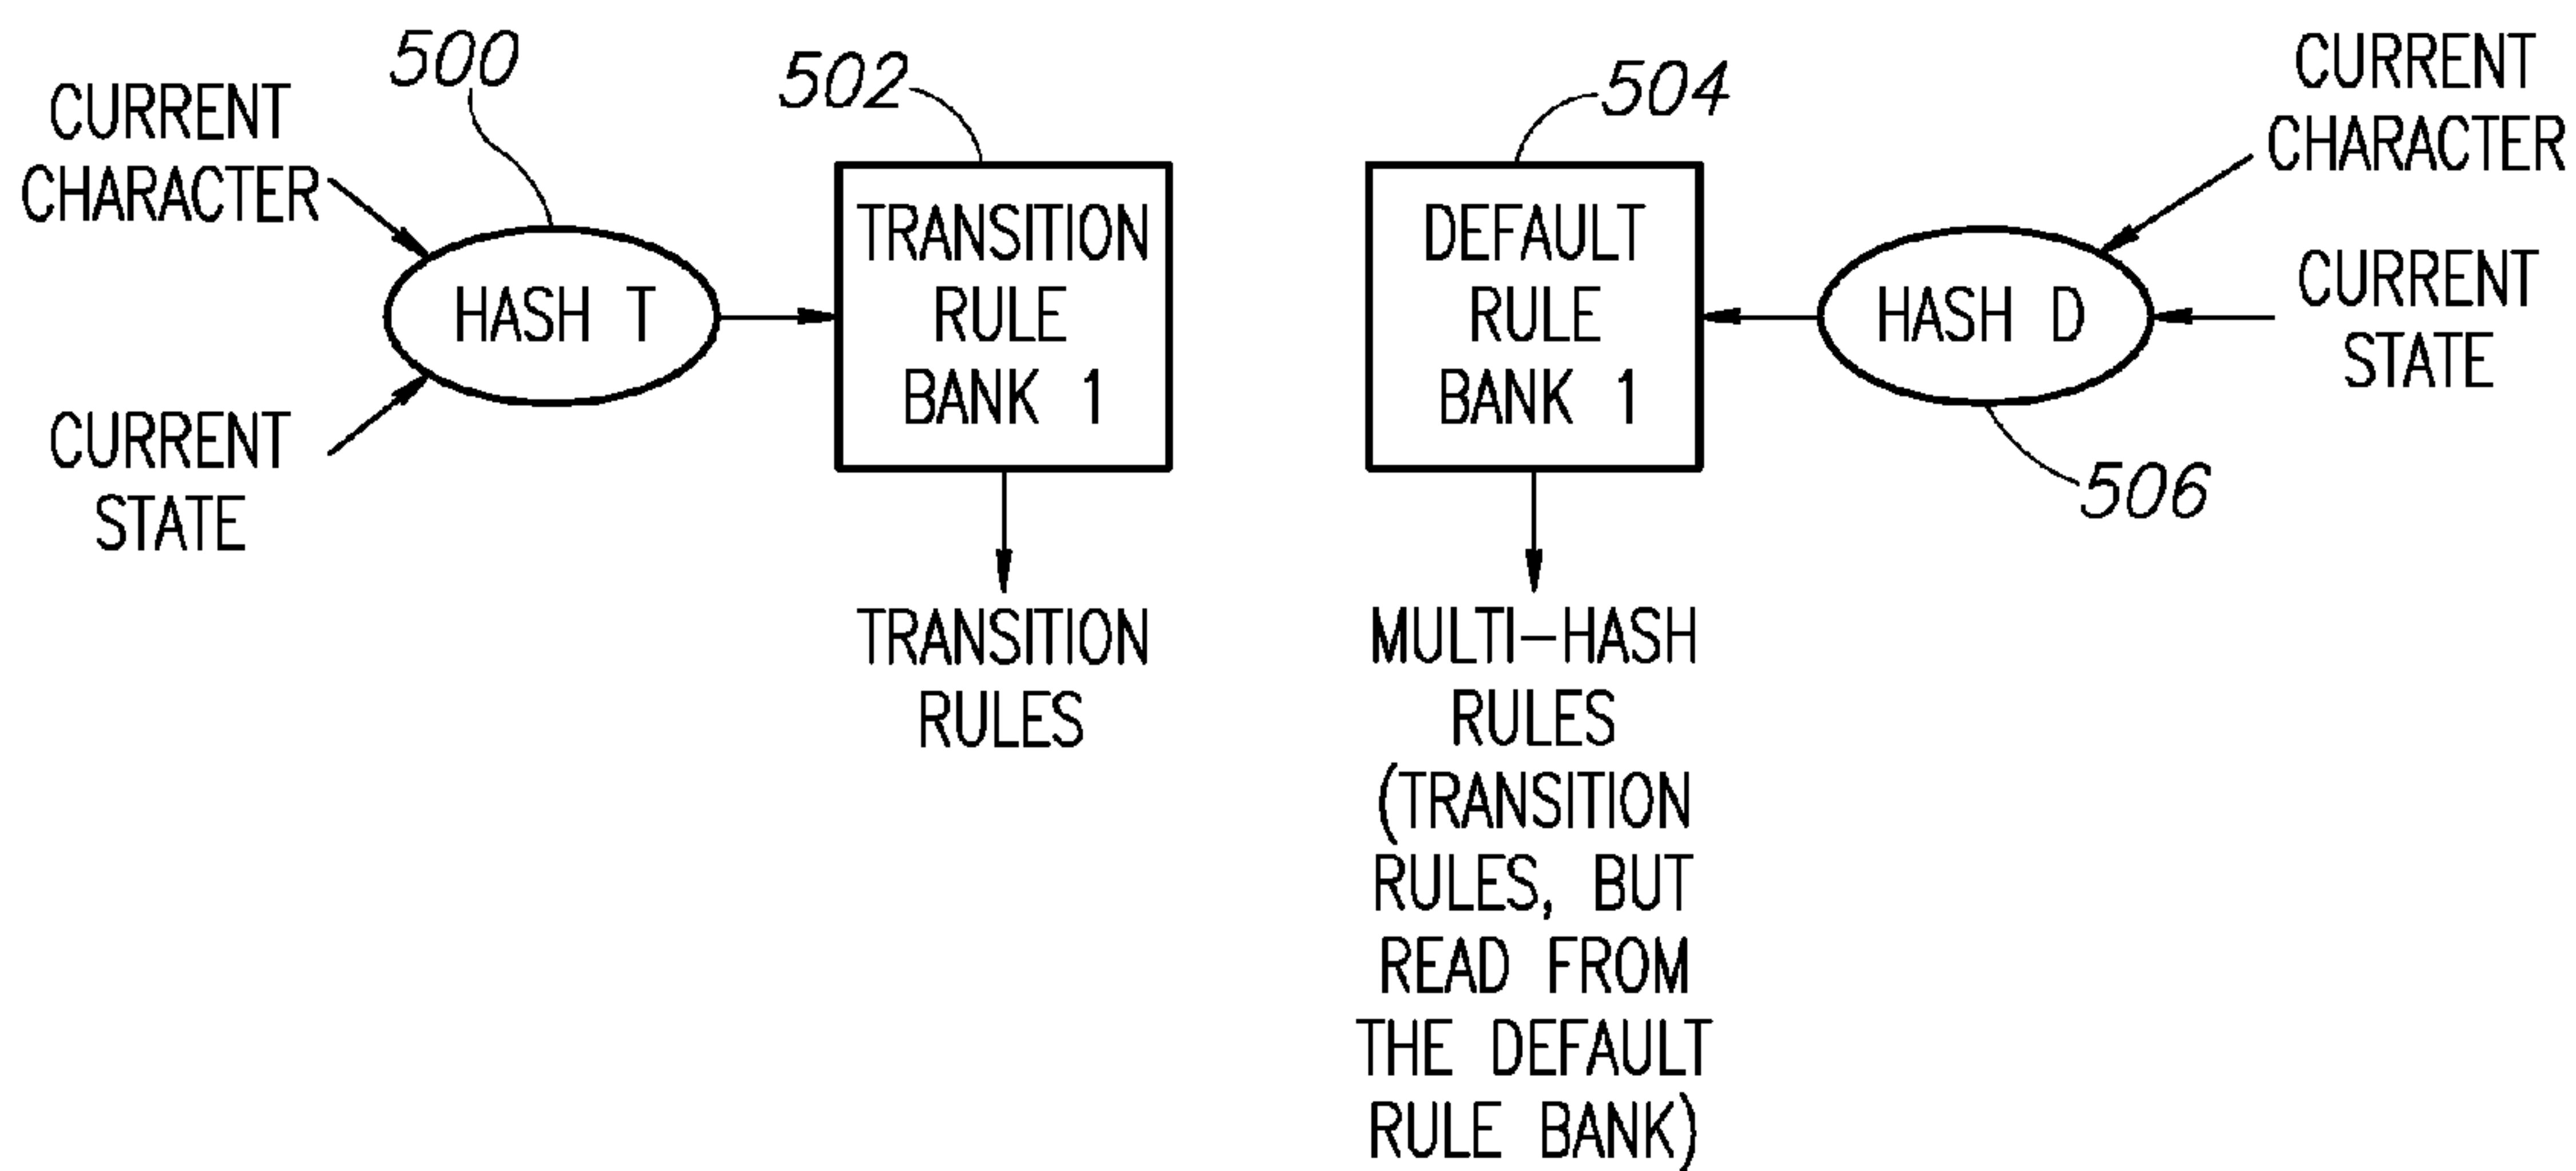 500
CURRENT
CHARACTER
HASH T
CURRENT
STATE
502
TRANSITION
RULE
BANK 1
TRANSITION
RULES
504
DEFAULT
RULE
BANK 1
MULTI-HASH
RULES
(TRANSITION
RULES, BUT
READ FROM
THE DEFAULT
RULE BANK)
CURRENT
CHARACTER
HASH D
CURRENT
STATE
506